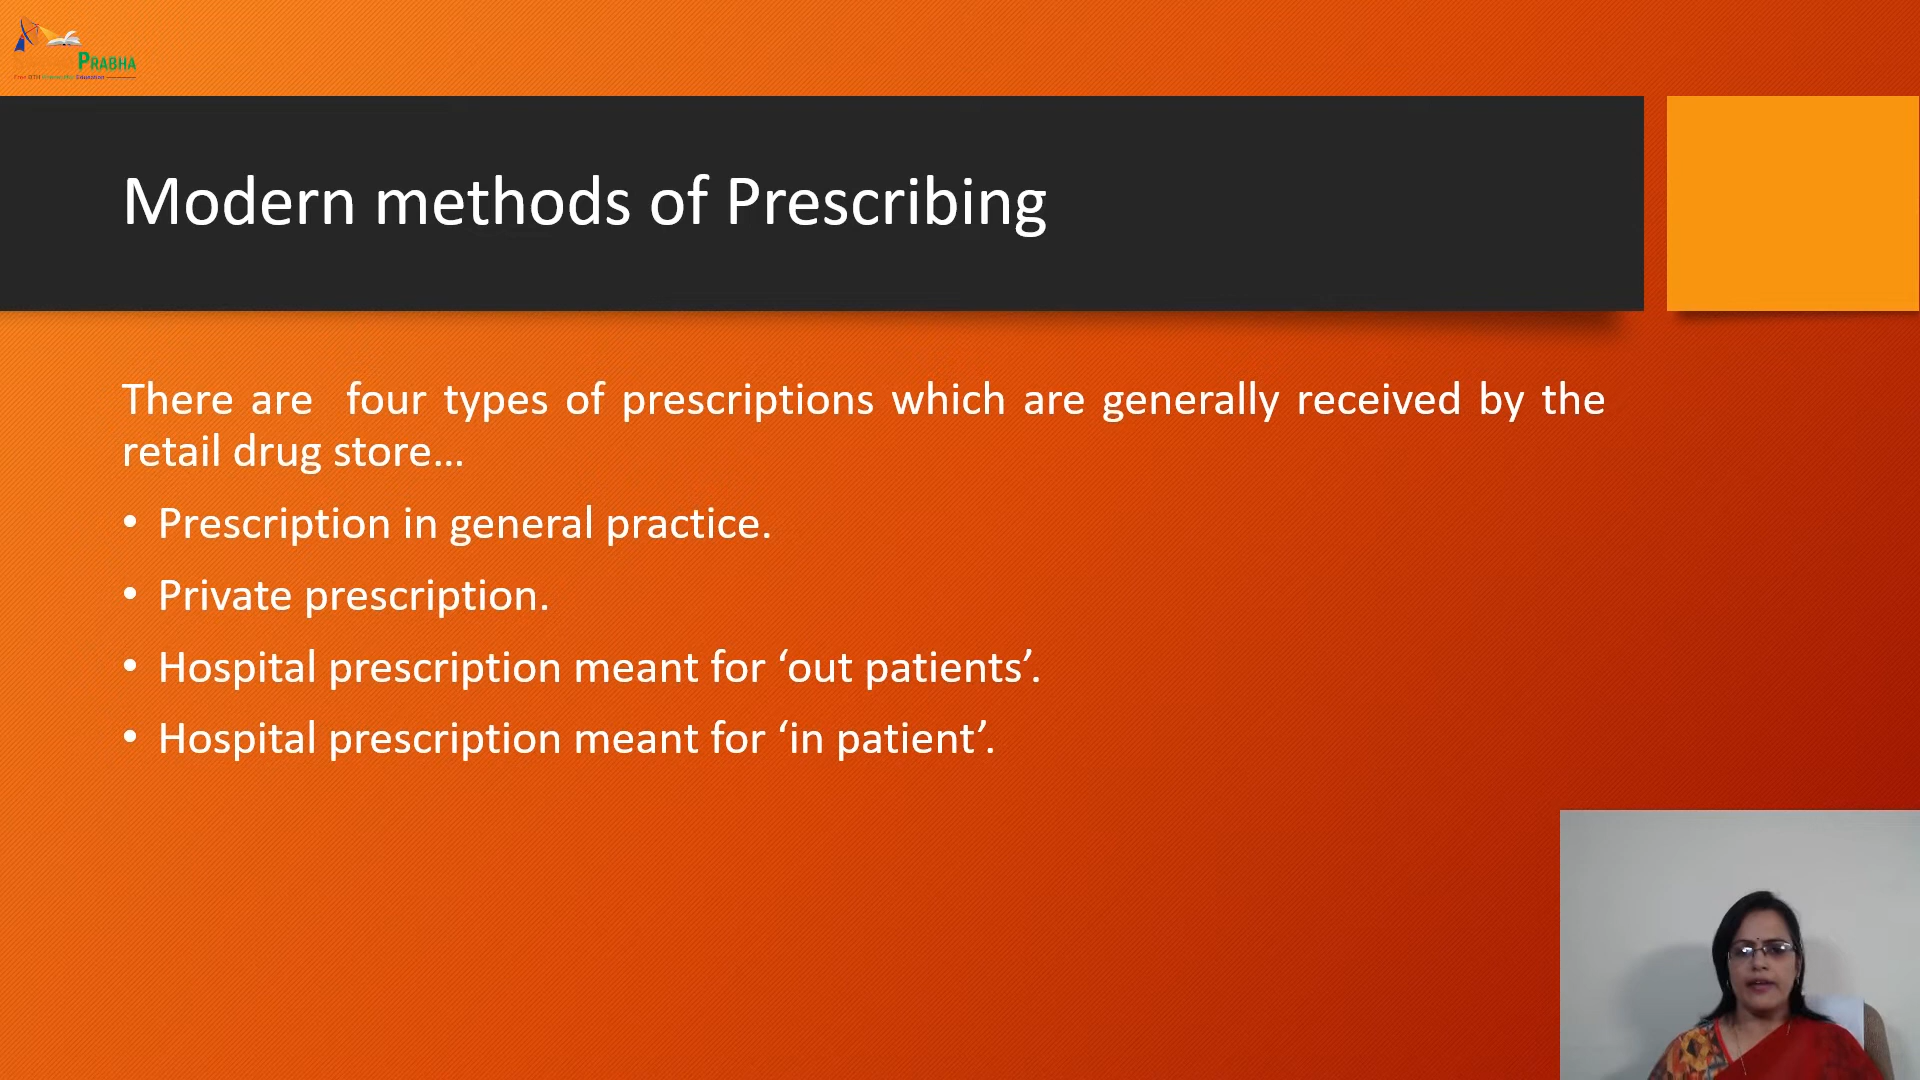 PRABHA
Modern methods of Prescribing
There are four types of prescriptions which are generally received by the
retail drug store...
• Prescription in general practice.
• Private prescription.
• Hospital prescription meant for ‘out patients’.
• Hospital prescription meant for ‘in patient’.